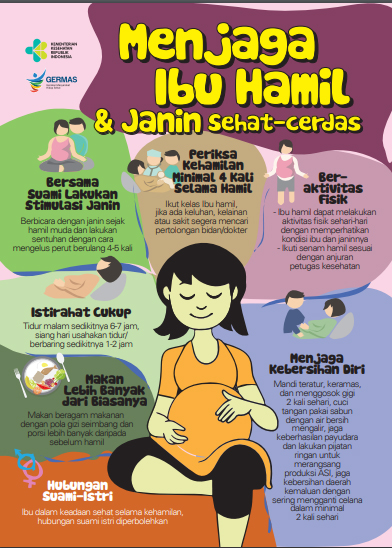 KEMENTERIAN
KESEHATAN
REPUBLIK
INDONESIA
GERMAS
Menjaga
Ibu Hamil
& Janin Sehat-cerdas
Bersama
Suami Lakukan
Stimulasi Janin
Berbicara dengan janin sejak
hamil muda dan lakukan
sentuhan dengan cara
mengelus perut berulang 4-5 kali
Periksa
Kehamilan
Minimal 4 Kali
Selama Hamil
Ikut kelas Ibu hamil,
jika ada keluhan, kelainan
atau sakit segera mencari
pertolongan bidan/dokter
Ber-
aktivitas
Fisik
- Ibu hamil dapat melakukan
aktivitas fisik sehari-hari
dengan memperhatikan
kondisi ibu dan janinnya
- Ikuti senam hamil sesuai
dengan anjuran
petugas kesehatan
Istirahat Cukup
Tidur malam sedikitnya 6-7 jam,
siang hari usahakan tidur/
berbaring sedikitnya 1-2 jam
Makan
Lebih Banyak
dari Biasanya
Makan beragam makanan
dengan pola gizi seimbang dan
porsi lebih banyak daripada
sebelum hamil
Menjaga
Kebersihan Diri
Mandi teratur, keramas,
dan menggosok gigi
2 kali sehari, cuci
tangan pakai sabun
dengan air bersih
mengalir, jaga
keberhasilan payudara
dan lakukan pijatan
ringan untuk
merangsang
produksi ASI, jaga
kebersihan daerah
kemaluan dengan
sering mengganti celana
dalam minimal
2 kali sehari
Hubungan
Suami-Istri
Ibu dalam keadaan sehat selama kehamilan,
hubungan suami istri diperbolehkan